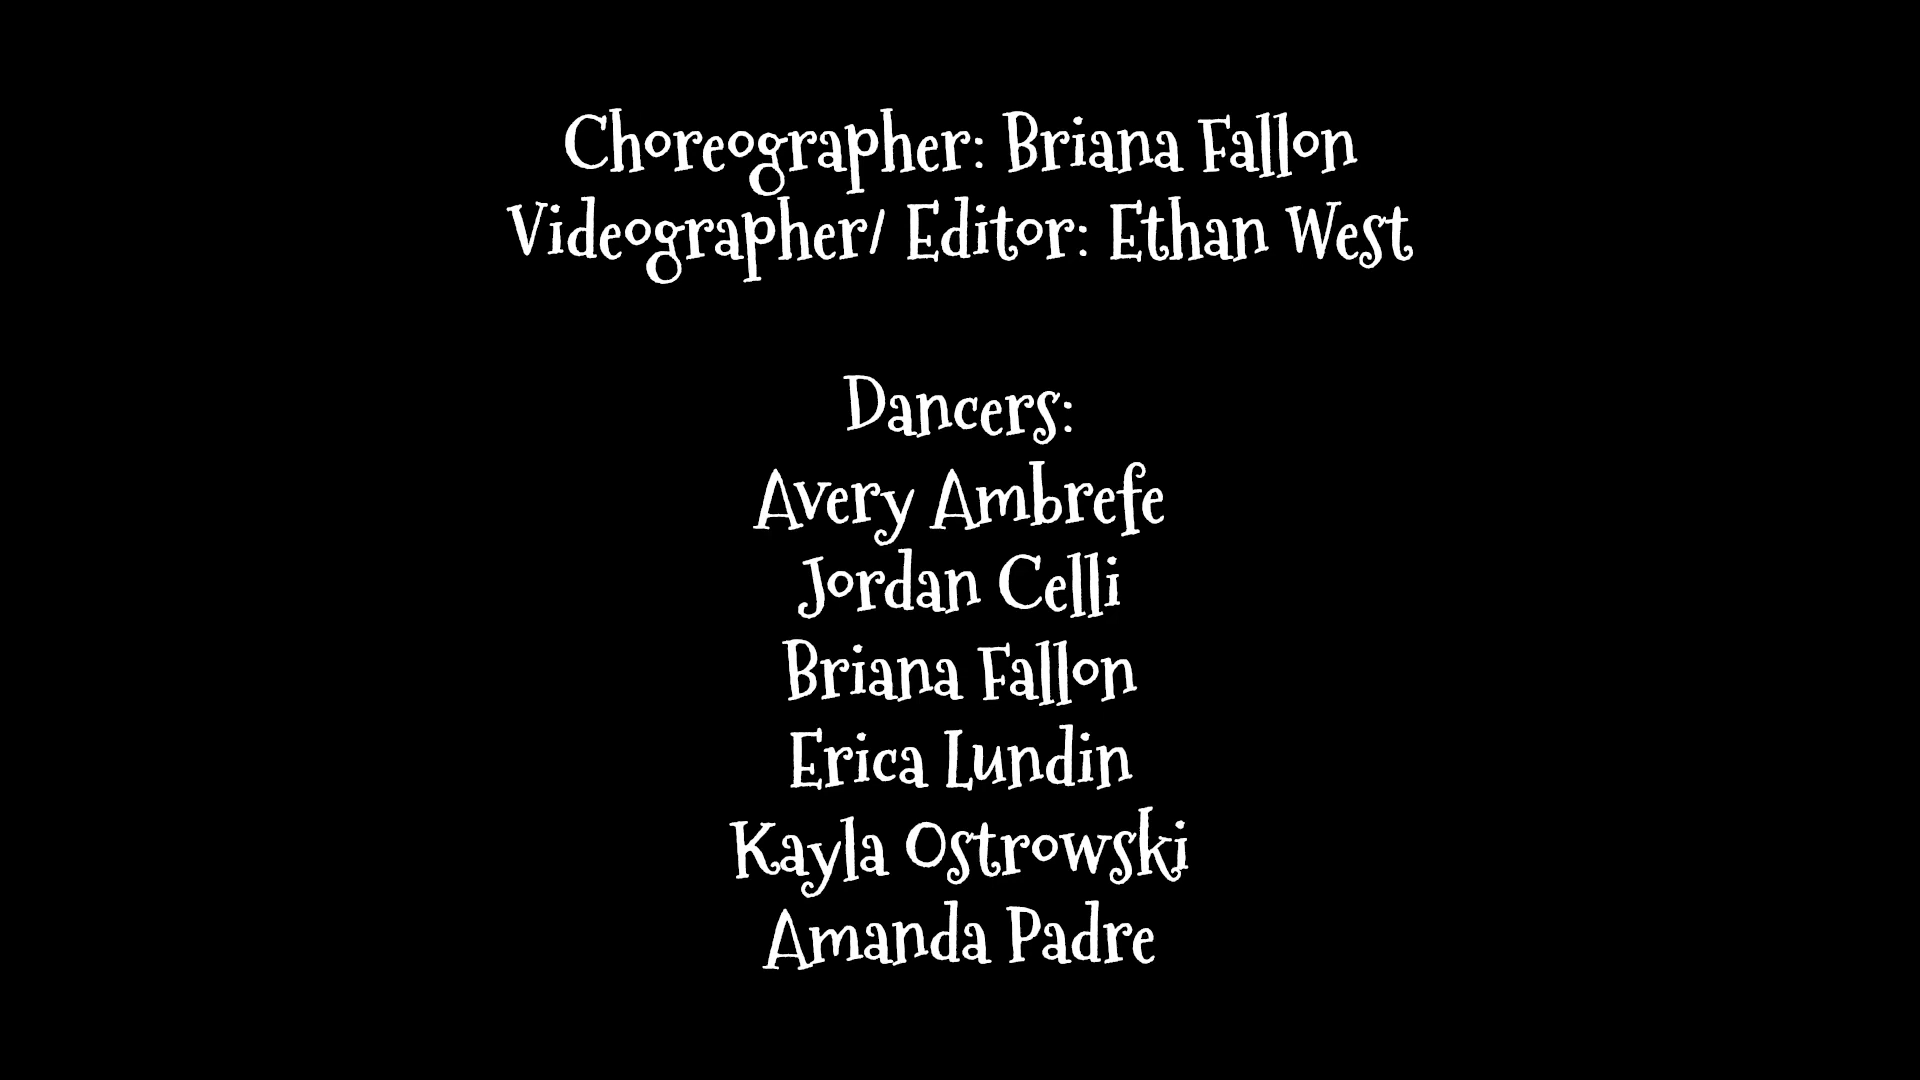 Choreographer: Briana Fallon
Videographer/ Editor: Ethan West
Dancers:
Avery Ambrefe
Jordan Celli
Briana Fallon
Erica Lundin
Kayla Ostrowski
Amanda Padre